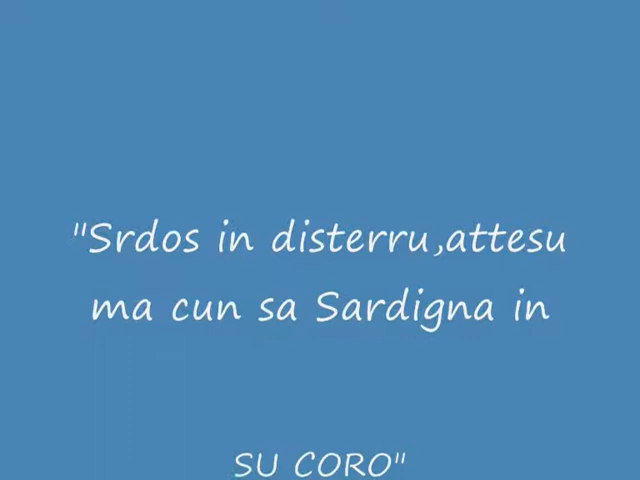 "Srdos in disterru,attesu
ma cun sa Sardigna in
SU CORO"